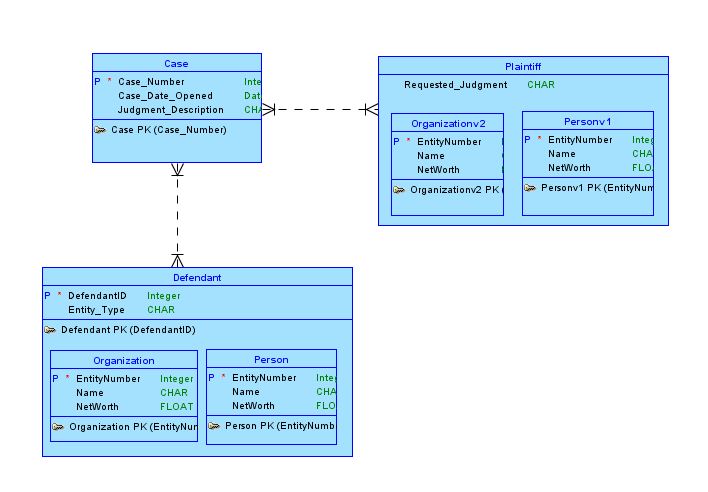 Case
P * Case_Number Inte
Case_Date_Opened Dat
Judgment_Description CHA
Case PK (Case_Number)
Plaintiff
Requested_Judgment CHAR
Organizationv2
P * EntityNumber
Name
NetWorth
Organizationv2 PK (
Personv1
P * EntityNumber Integ
Name CHA
NetWorth FLO
Personv1 PK (EntityNum
Defendant
P * DefendantID Integer
Entity_Type CHAR
Defendant PK (DefendantID)
Organization
P * EntityNumber Integer
Name CHAR
NetWorth FLOAT
Organization PK (EntityNun
Person
P * EntityNumber Integ
Name CHA
NetWorth FLO
Person PK (EntityNumb